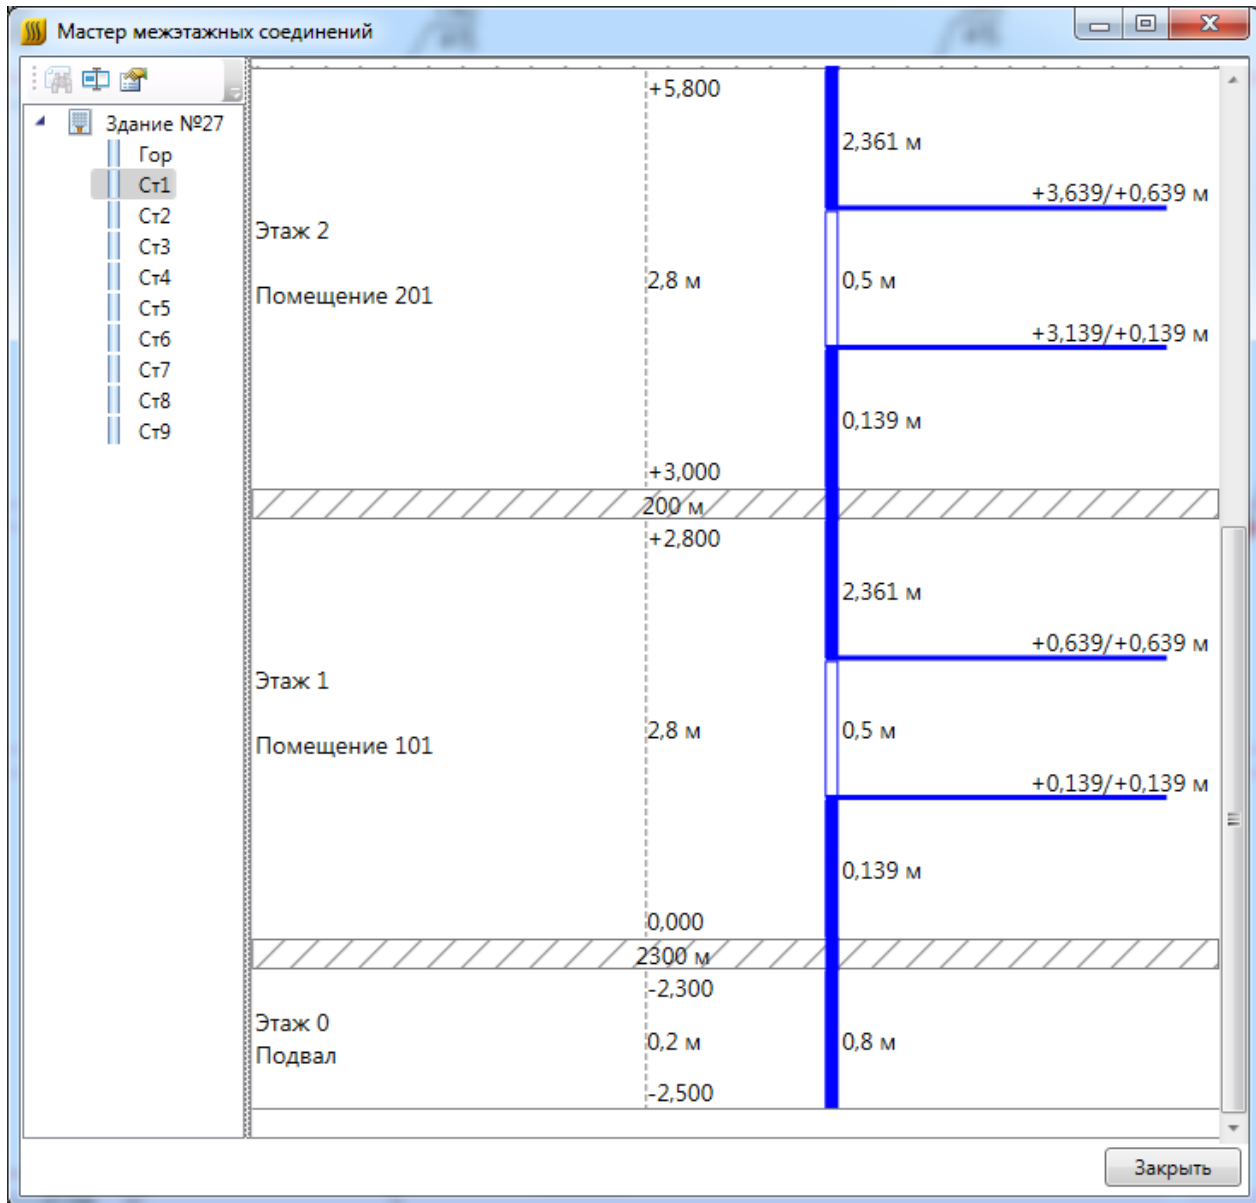 Мастер межэтажных соединений
Здание №27
Гор
Ст1
Ст2
Ст3
Ст4
Ст5
Ст6
Ст7
Ст8
Ст9
+5,800
2,361 м
+3,639/+0,639 м
Этаж 2
2,8 м
0,5 м
Помещение 201
+3,139/+0,139 м
0,139 м
+3,000
200 м
+2,800
2,361 м
+0,639/+0,639 м
Этаж 1
2,8 м
0,5 м
Помещение 101
+0,139/+0,139 м
0,139 м
0,000
2300 м
-2,300
Этаж 0
0,2 м
0,8 м
Подвал
-2,500
Закрыть